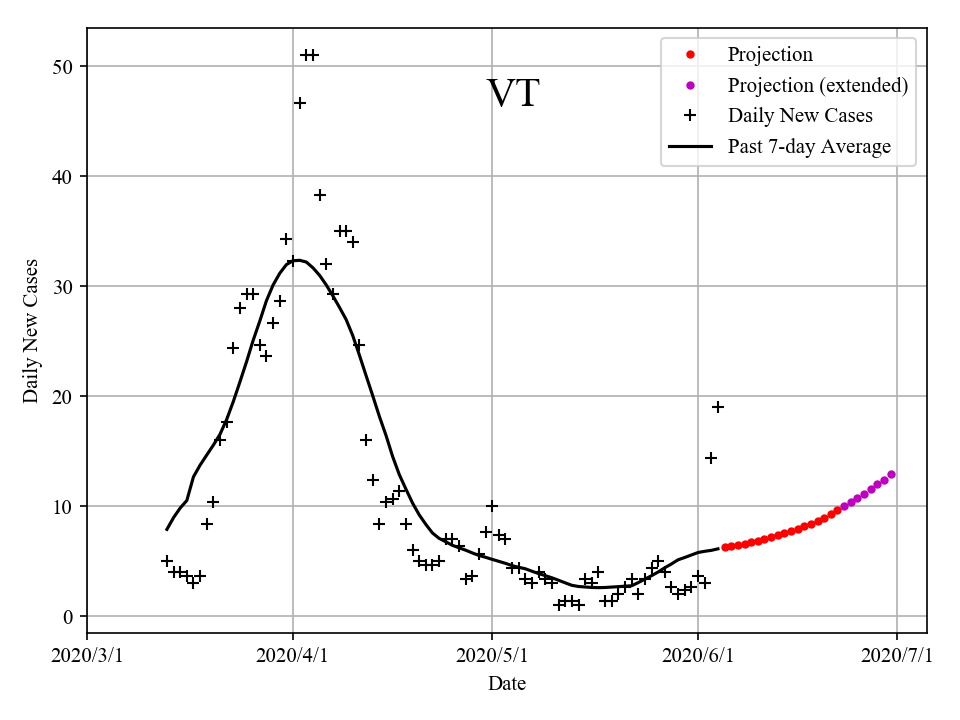 VT
Projection
Projection (extended)
Daily New Cases
Past 7-day Average
Daily New Cases
50
40
30
20
10
0
2020/3/1 2020/4/1 2020/5/1 2020/6/1 2020/7/1
Date